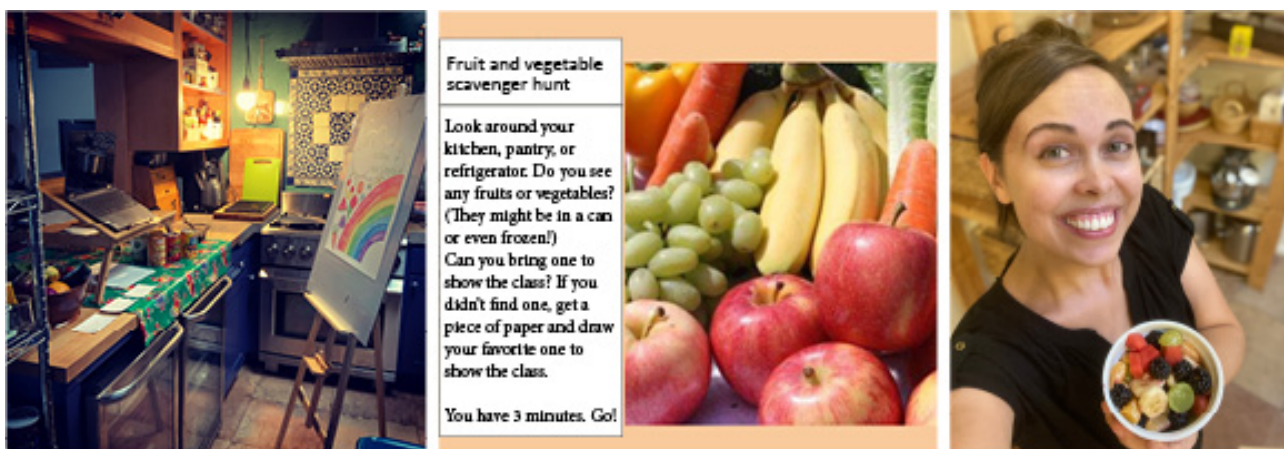 Fruit and vegetable
scavenger hunt
Look around your
kitchen, pantry, or
refrigerator. Do you see
any fruits or vegetables?
(They might be in a can
or even frozen!)
Can you bring one to
show the class? If you
didn't find one, get a
piece of paper and draw
your favorite one to
show the class.
You have 3 minutes. Go!